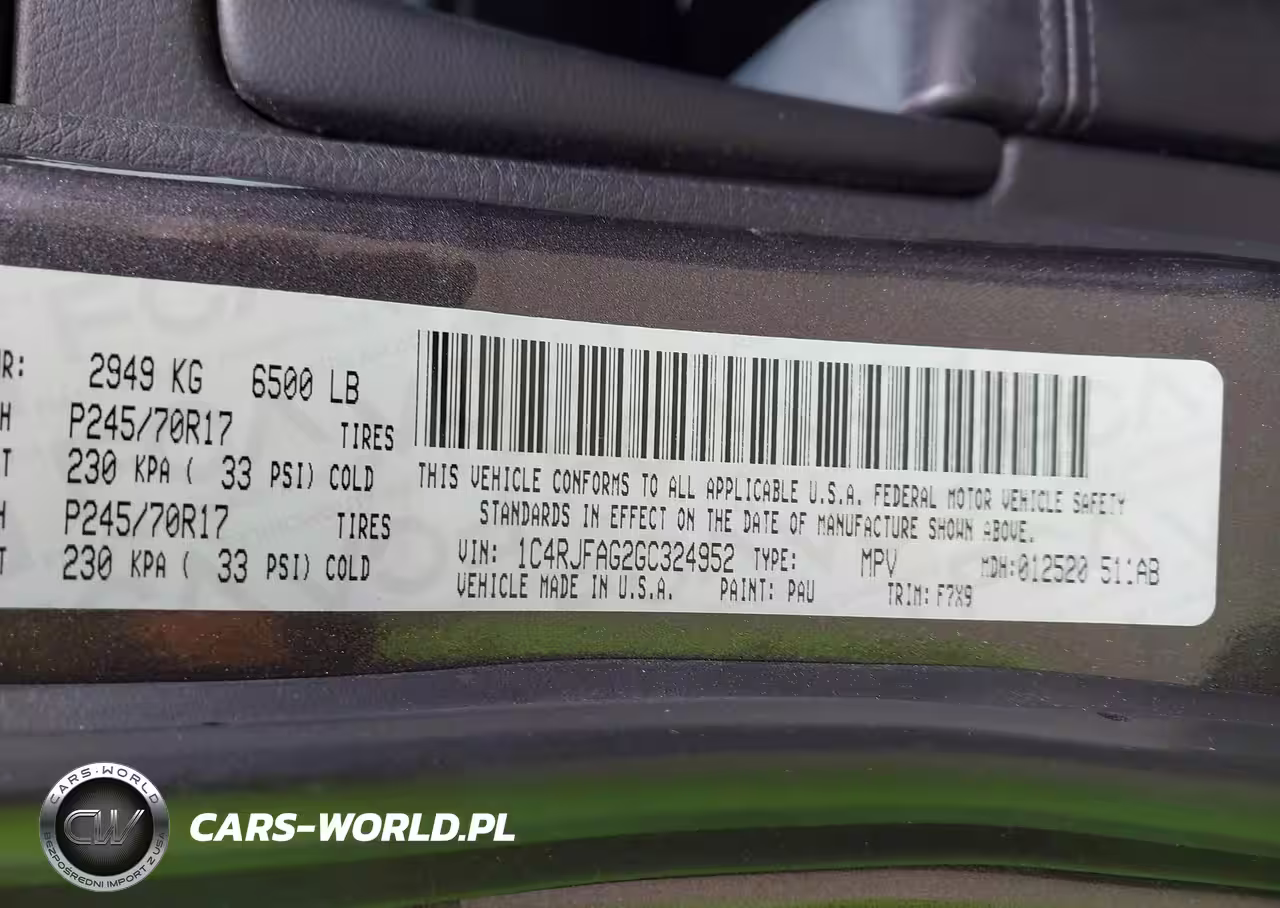 R: 2949 KG 6500 LB
H P245/70R17 TIRES
T 230 KPA ( 33 PSI) COLD
H P245/70R17 TIRES
T 230 KPA ( 33 PSI) COLD
THIS VEHICLE CONFORMS TO ALL APPLICABLE U.S.A. FEDERAL MOTOR VEHICLE SAFETY
STANDARDS IN EFFECT ON THE DATE OF MANUFACTURE SHOWN ABOVE.
VIN: 1C4RJFAG2GC324952 TYPE: MPV MDH:012520 511AB
VEHICLE MADE IN U.S.A. PAINT: PAU TRIM: F7X9
CARS-WORLD
CW
BEZPOŚREDNI IMPORT Z USA
CARS-WORLD.PL